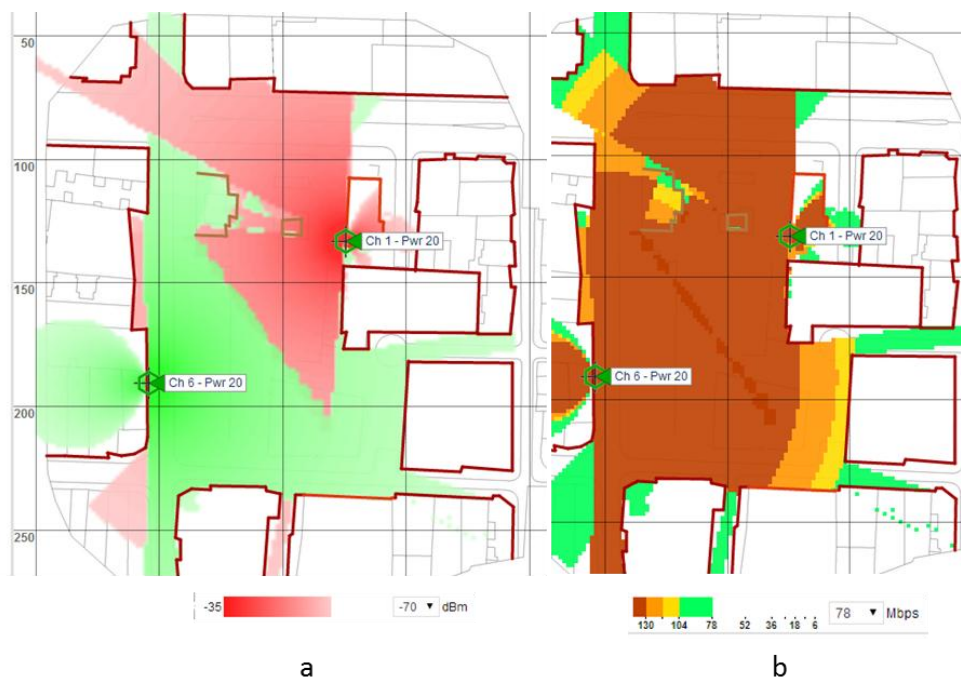 50
100
150
200
250
Ch 1 - Pwr 20
Ch 6 - Pwr 20
Ch 1 - Pwr 20
Ch 6 - Pwr 20
-35
-70 ▼ dBm
130 104 78 52 36 18 6
78 ▼ Mbps
a
b